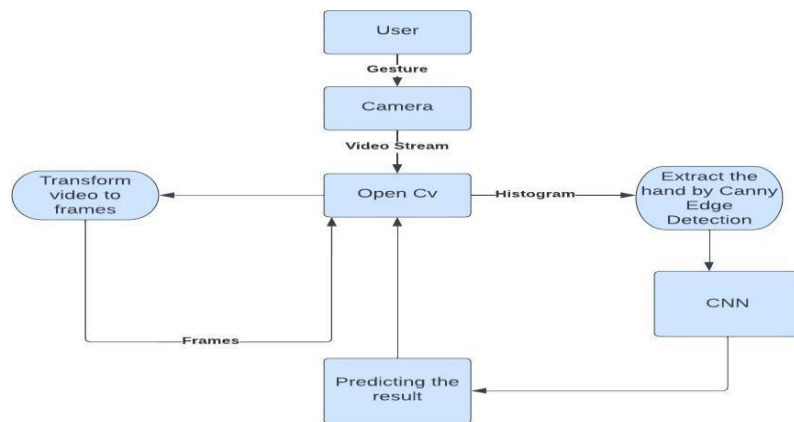 User
Gesture
Camera
Video Stream
Transform
video to
frames
Open Cv
Histogram
Extract the
hand by Canny
Edge
Detection
CNN
Frames
Predicting the
result